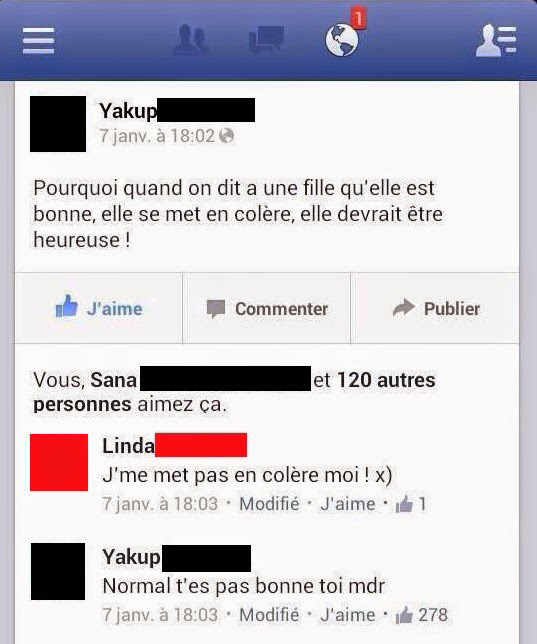 1
Yakup
7 janv. à 18:02
Pourquoi quand on dit a une fille qu'elle est
bonne, elle se met en colère, elle devrait être
heureuse !
J'aime Commenter Publier
Vous, Sana et 120 autres
personnes aimez ça.
Linda
J'me met pas en colère moi ! x)
7 janv. à 18:03 • Modifié • J'aime • 1
Yakup
Normal t'es pas bonne toi mdr
7 janv. à 18:03 • Modifié • J'aime • 278